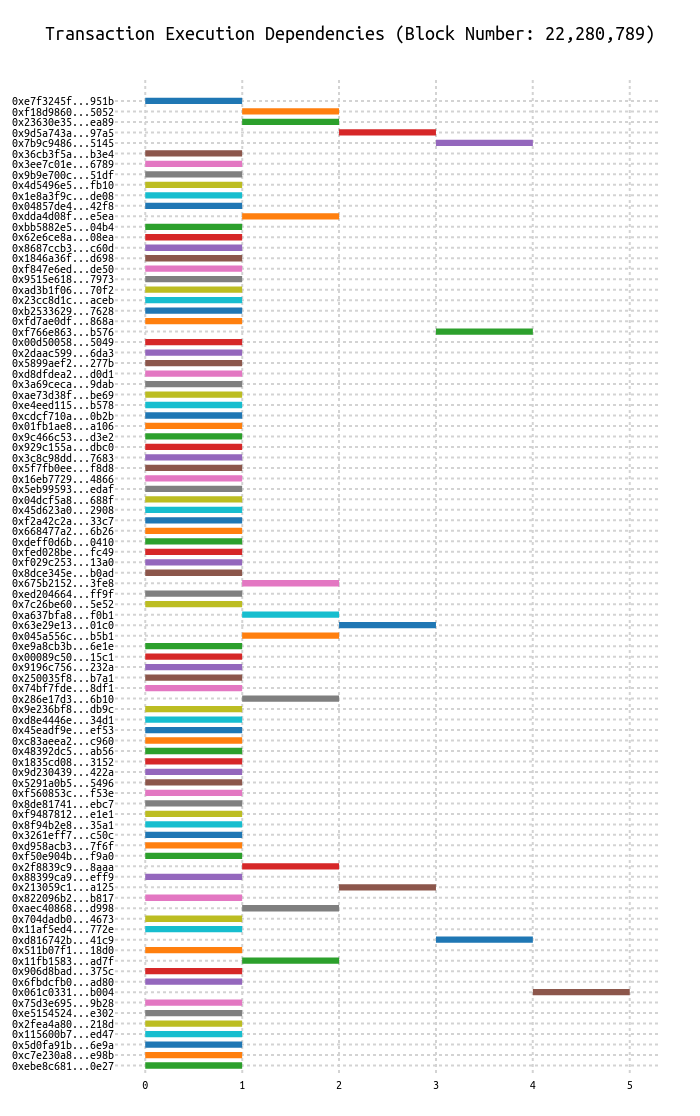 Transaction Execution Dependencies (Block Number: 22,280,789)
0xe7f3245f...951b
0xf18d9860...5052
0x23630e35...ea89
0x9d5a743a...97a5
0x7b9c9486...5145
0x36cb3f5a...b3e4
0x3ee7c01e...6789
0x9b9e700c...51df
0x4d5496e5...fb10
0x1e8a3f9c...de08
0x04857de4...42f8
0xdda4d08f...e5ea
0xbb5882e5...04b4
0x62e6ce8a...08ea
0x8687ccb3...c60d
0x1846a36f...d698
0xf847e6ed...de50
0x9515e618...7973
0xad3b1f06...70f2
0x23cc8d1c...aceb
0xb2533629...7628
0xfd7ae0df...868a
0xf766e863...b576
0x00d50058...5049
0x2daac599...6da3
0x5899aef2...277b
0xd8dfdea2...d0d1
0x3a69ceca...9dab
0xae73d38f...be69
0xe4eed115...b578
0xcdcf710a...0b2b
0x01fb1ae8...a106
0x9c466c53...d3e2
0x929c155a...dbc0
0x3c8c98dd...7683
0x5f7fb0ee...f8d8
0x16eb7729...4866
0x5eb99593...edaf
0x04dcf5a8...688f
0x45d623a0...2908
0xf2a42c2a...33c7
0x668477a2...6b26
0xdeff0d6b...0410
0xfed028be...fc49
0xf029c253...13a0
0x8dce345e...b0ad
0x675b2152...3fe8
0xed204664...ff9f
0x7c26be60...5e52
0xa637bfa8...f0b1
0x63e29e13...01c0
0x045a556c...b5b1
0xe9a8cb3b...6e1e
0x00089c50...15c1
0x9196c756...232a
0x250035f8...b7a1
0x74bf7fde...8df1
0x286e17d3...6b10
0x9e236bf8...db9c
0xd8e4446e...34d1
0x45eadf9e...ef53
0xc83aeea2...c960
0x48392dc5...ab56
0x1835cd08...3152
0x9d230439...422a
0x5291a0b5...5496
0xf560853c...f53e
0x8de81741...ebc7
0xf9487812...e1e1
0x8f94b2e8...35a1
0x3261eff7...c50c
0xd958acb3...7f6f
0xf50e904b...f9a0
0x2f8839c9...8aaa
0x88399ca9...eff9
0x213059c1...a125
0x822096b2...b817
0xaec40868...d998
0x704dadb0...4673
0x11af5ed4...772e
0xd816742b...41c9
0x511b07f1...18d0
0x11fb1583...ad7f
0x906d8bad...375c
0x6fbdcfb0...ad80
0x061c0331...b004
0x75d3e695...9b28
0xe5154524...e302
0x2fea4a80...218d
0x115600b7...ed47
0x5d0fa91b...6e9a
0xc7e230a8...e98b
0xebe8c681...0e27
0 1 2 3 4 5